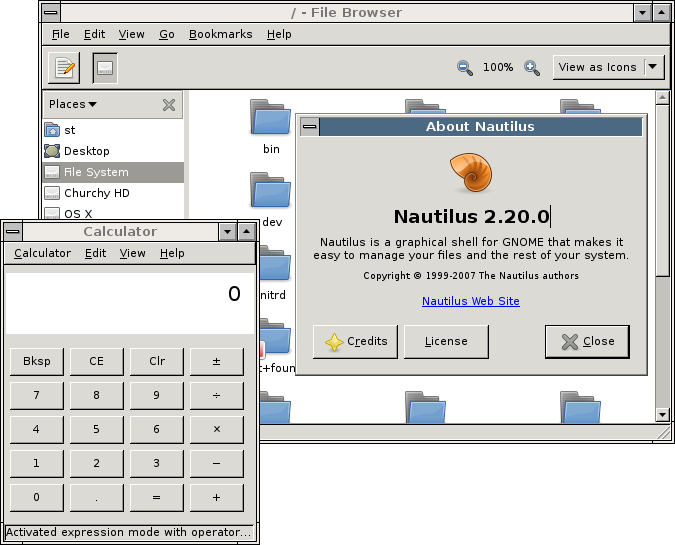 / - File Browser
File Edit View Go Bookmarks Help
100% View as Icons
Places
st
Desktop
File System
Churchy HD
OS X
bin
dev
nitrd
t+foun
About Nautilus
Nautilus 2.20.0
Nautilus is a graphical shell for GNOME that makes it
easy to manage your files and the rest of your system.
Copyright © 1999-2007 The Nautilus authors
Nautilus Web Site
Credits License Close
Calculator
Calculator Edit View Help
0
Bksp CE Clr ±
7 8 9 ÷
4 5 6 ×
1 2 3 −
0 . = +
Activated expression mode with operator...